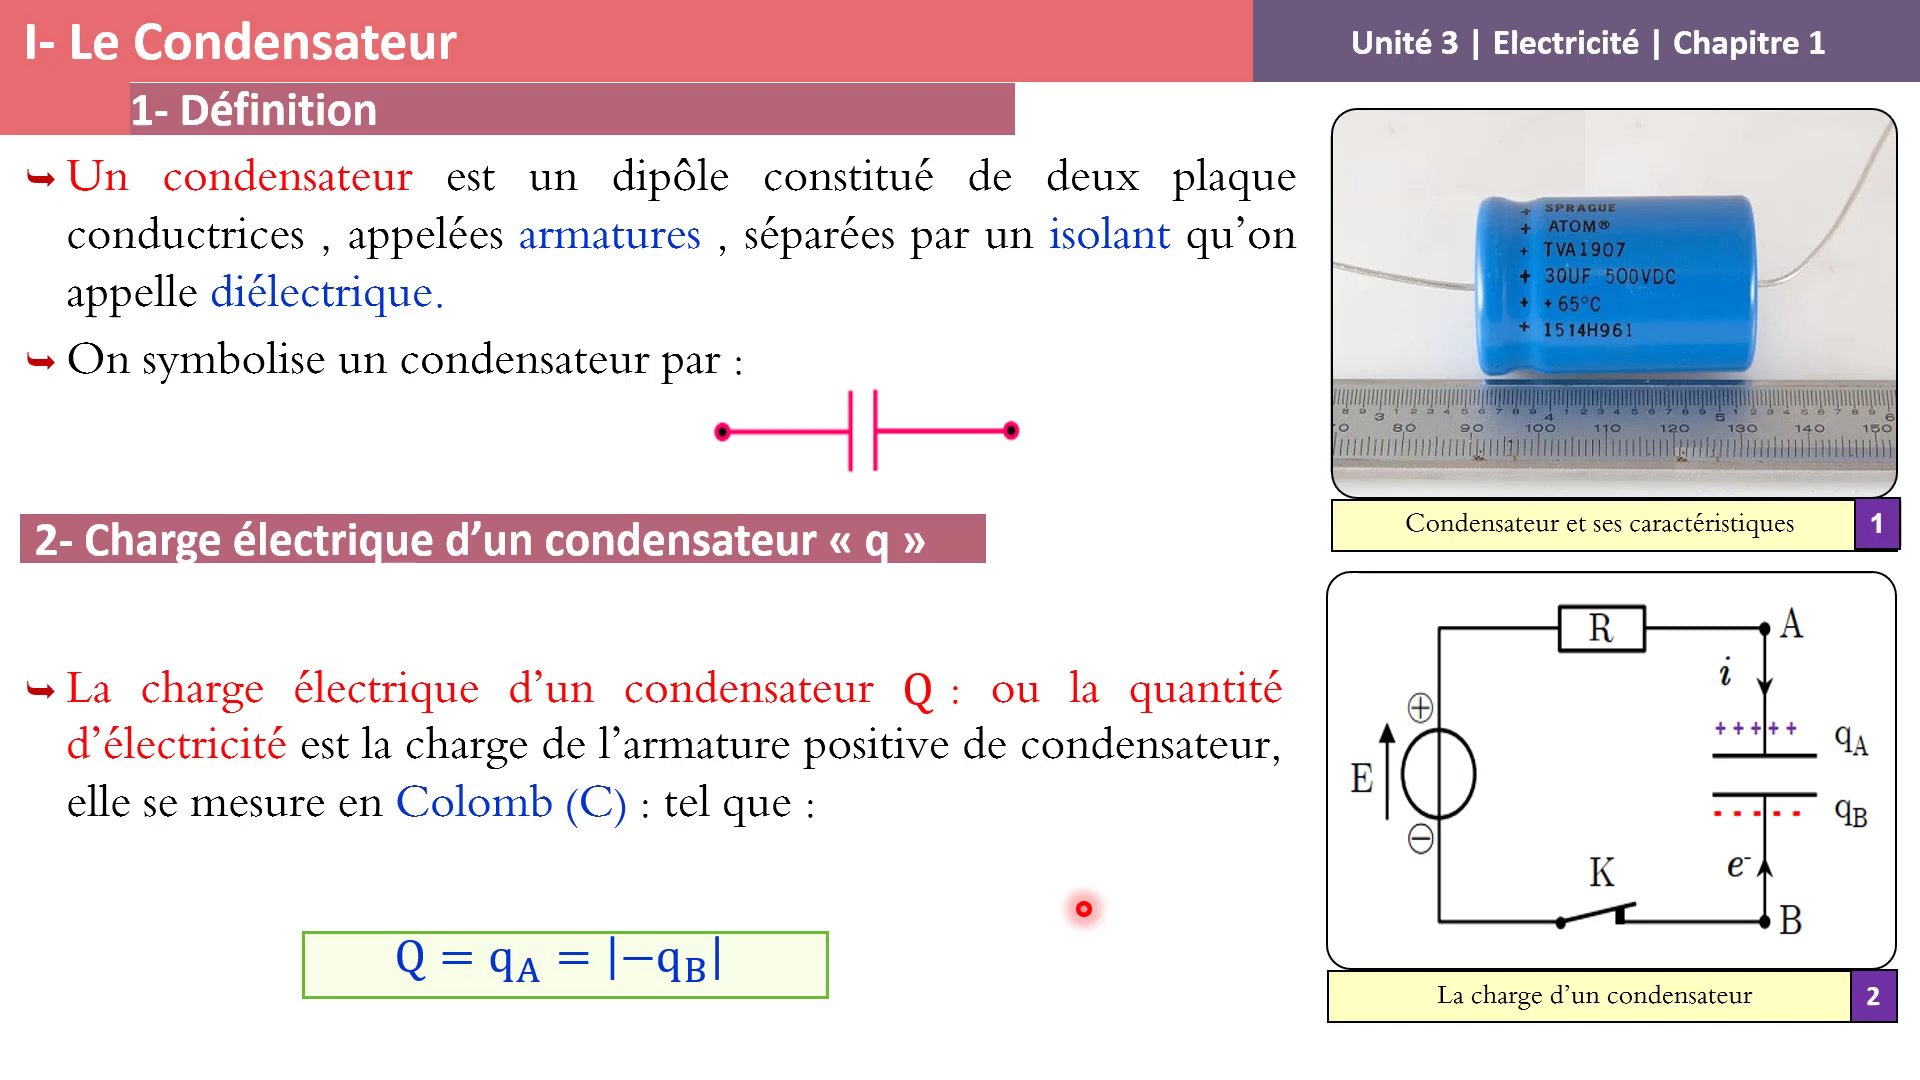 I- Le Condensateur
Unité 3 | Electricité | Chapitre 1
1- Définition
Un condensateur est un dipôle constitué de deux plaque
conductrices , appelées armatures , séparées par un isolant qu’on
appelle diélectrique.
On symbolise un condensateur par :
2- Charge électrique d’un condensateur « q »
La charge électrique d’un condensateur Q : ou la quantité
d’électricité est la charge de l’armature positive de condensateur,
elle se mesure en Colomb (C) : tel que :
Q = qA = |−qB|
+ SPRAGUE
+ ATOM®
+ TVA1907
+ 30UF 500VDC
+ +65°C
+ 1514H961
3 4 5 6
80 90 100 110 120 130 140 150
Condensateur et ses caractéristiques 1
R A
i
+ + + + +
qA
E
qB
- - - - -
e-
K
B
La charge d’un condensateur 2